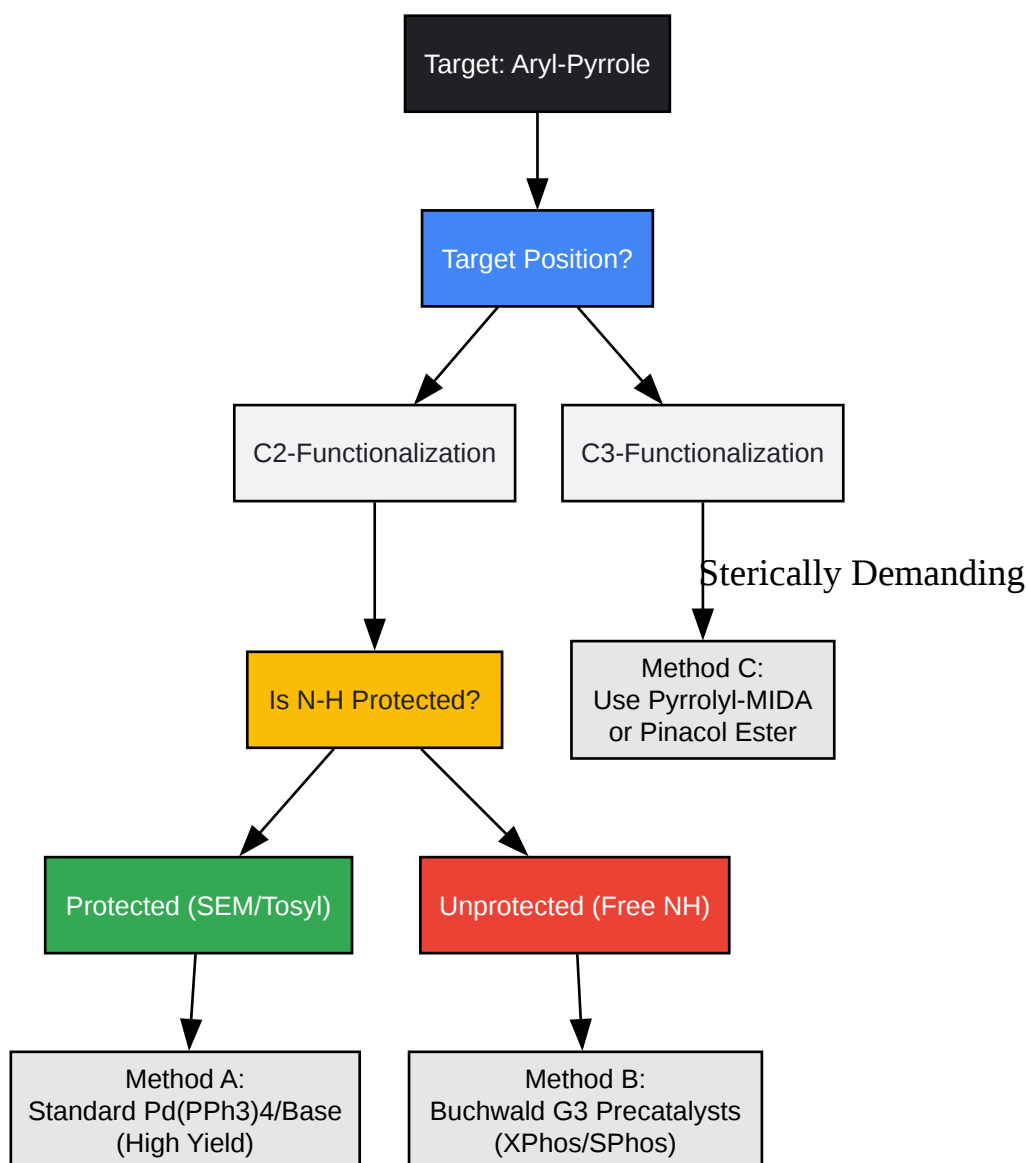 Target: Aryl-Pyrrole
Target Position?
C2-Functionalization
C3-Functionalization
Sterically Demanding
Is N-H Protected?
Method C:
Use Pyrrolyl-MIDA
or Pinacol Ester
Protected (SEM/Tosyl)
Unprotected (Free NH)
Method A:
Standard Pd(PPh3)4/Base
(High Yield)
Method B:
Buchwald G3 Precatalysts
(XPhos/SPhos)